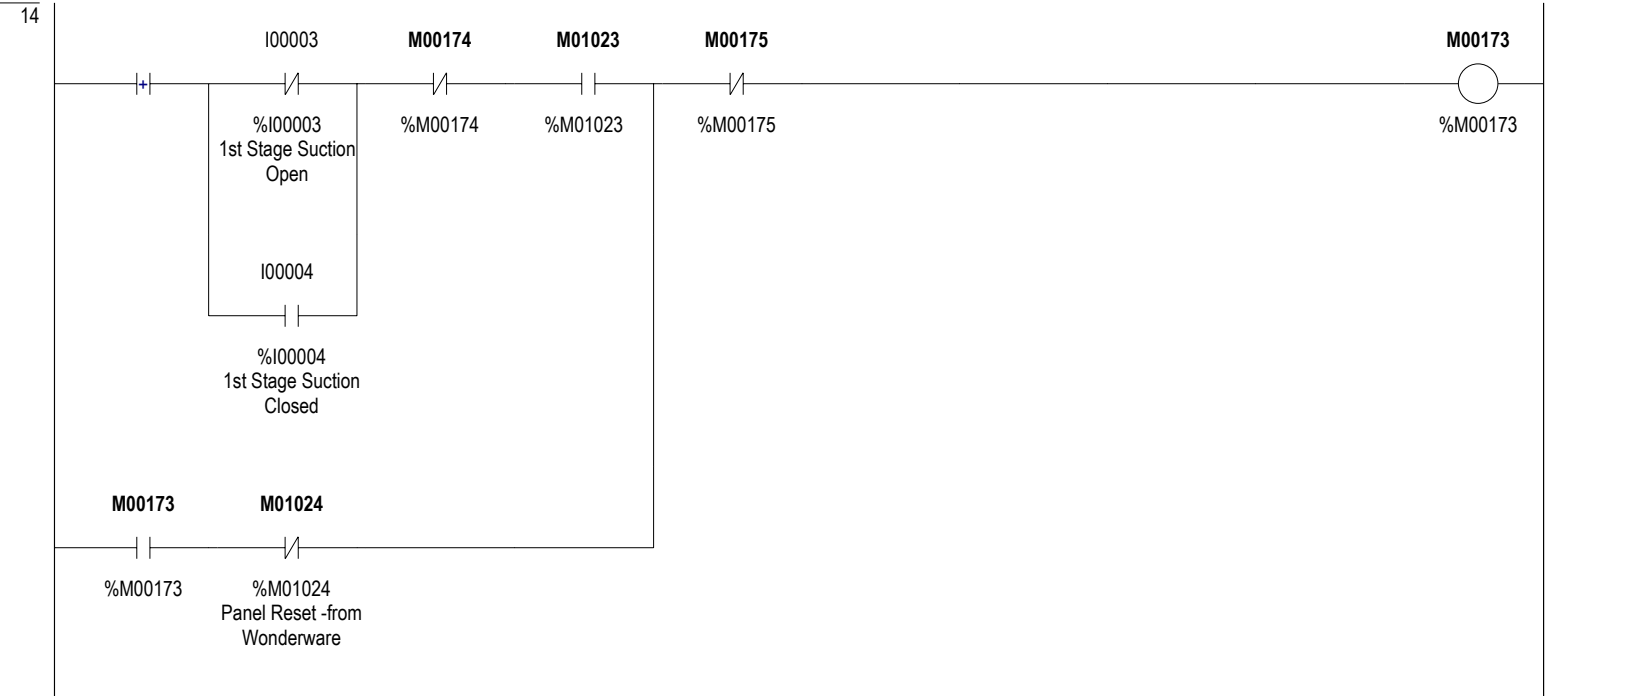 14
I00003
M00174
M01023
M00175
M00173
%I00003
%M00174
%M01023
%M00175
%M00173
1st Stage Suction
Open
I00004
%I00004
1st Stage Suction
Closed
M00173
M01024
%M00173
%M01024
Panel Reset -from
Wonderware